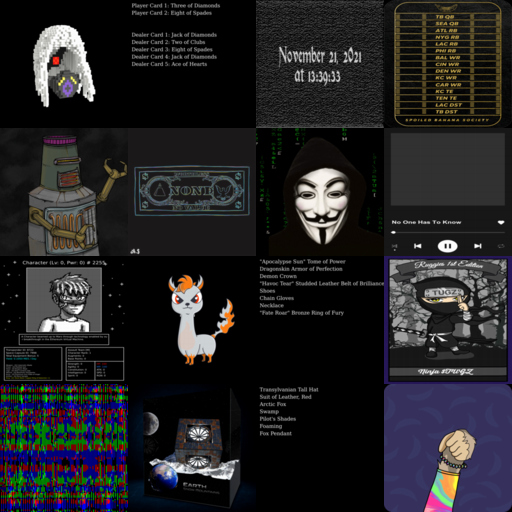 Player Card 1: Three of Diamonds
Player Card 2: Eight of Spades
Dealer Card 1: Jack of Diamonds
Dealer Card 2: Two of Clubs
Dealer Card 3: Eight of Spades
Dealer Card 4: Jack of Diamonds
Dealer Card 5: Ace of Hearts
November 21, 2021
at 13:39:33
TB QB
SEA QB
ATL RB
NYG RB
LAC RB
PHI RB
BAL WR
CIN WR
DEN WR
KC WR
CAR WR
KC TE
TEN TE
LAC DST
TB DST
SPOILED BANANA SOCIETY
NONE
No One Has To Know
Character (Lv: 0, Pwr: 0) # 2255
"Apocalypse Sun" Tome of Power
Dragonskin Armor of Perfection
Demon Crown
"Havoc Tear" Studded Leather Belt of Brilliance
Shoes
Chain Gloves
Necklace
"Fate Roar" Bronze Ring of Fury
1st Edition
TUGZ
Ninja
EARTH
Transylvanian Tall Hat
Suit of Leather, Red
Arctic Fox
Swamp
Pilot's Shades
Foaming
Fox Pendant